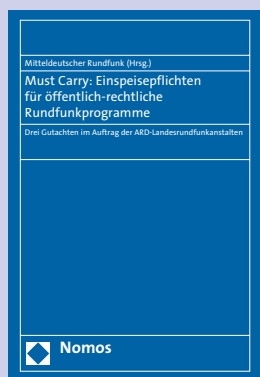 Mitteldeutscher Rundfunk (Hrsg.)
Must Carry: Einspeisepflichten
für öffentlich-rechtliche
Rundfunkprogramme
Drei Gutachten im Auftrag der ARD-Landesrundfunkanstalten
Nomos